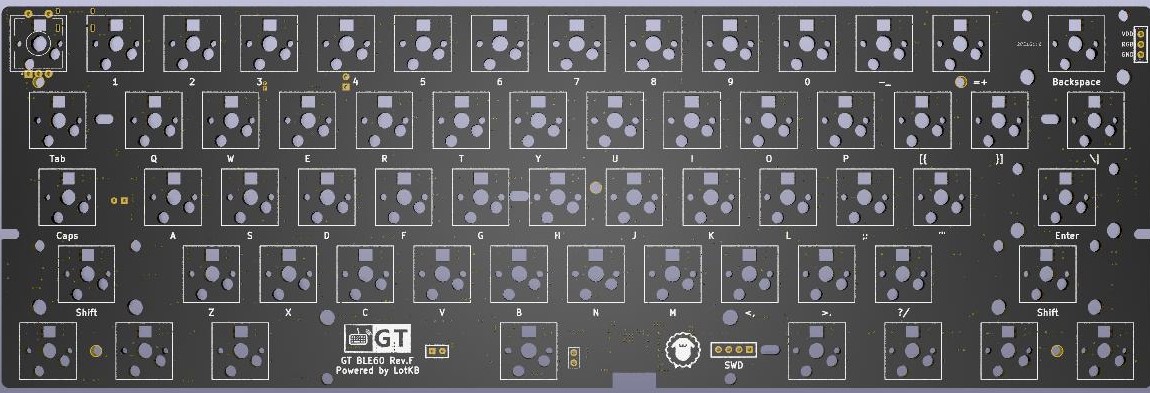 1 2 3 4 5 6 7 8 9 0 -_ =+ Backspace
VDD
RGB
GND
Tab Q W E R T Y U I O P [{ }] \|
Caps A S D F G H J K L ;: '" Enter
Shift Z X C V B N M <, >. ?/ Shift
GT
GT BLE60 Rev.F
Powered by LotKB
SWD